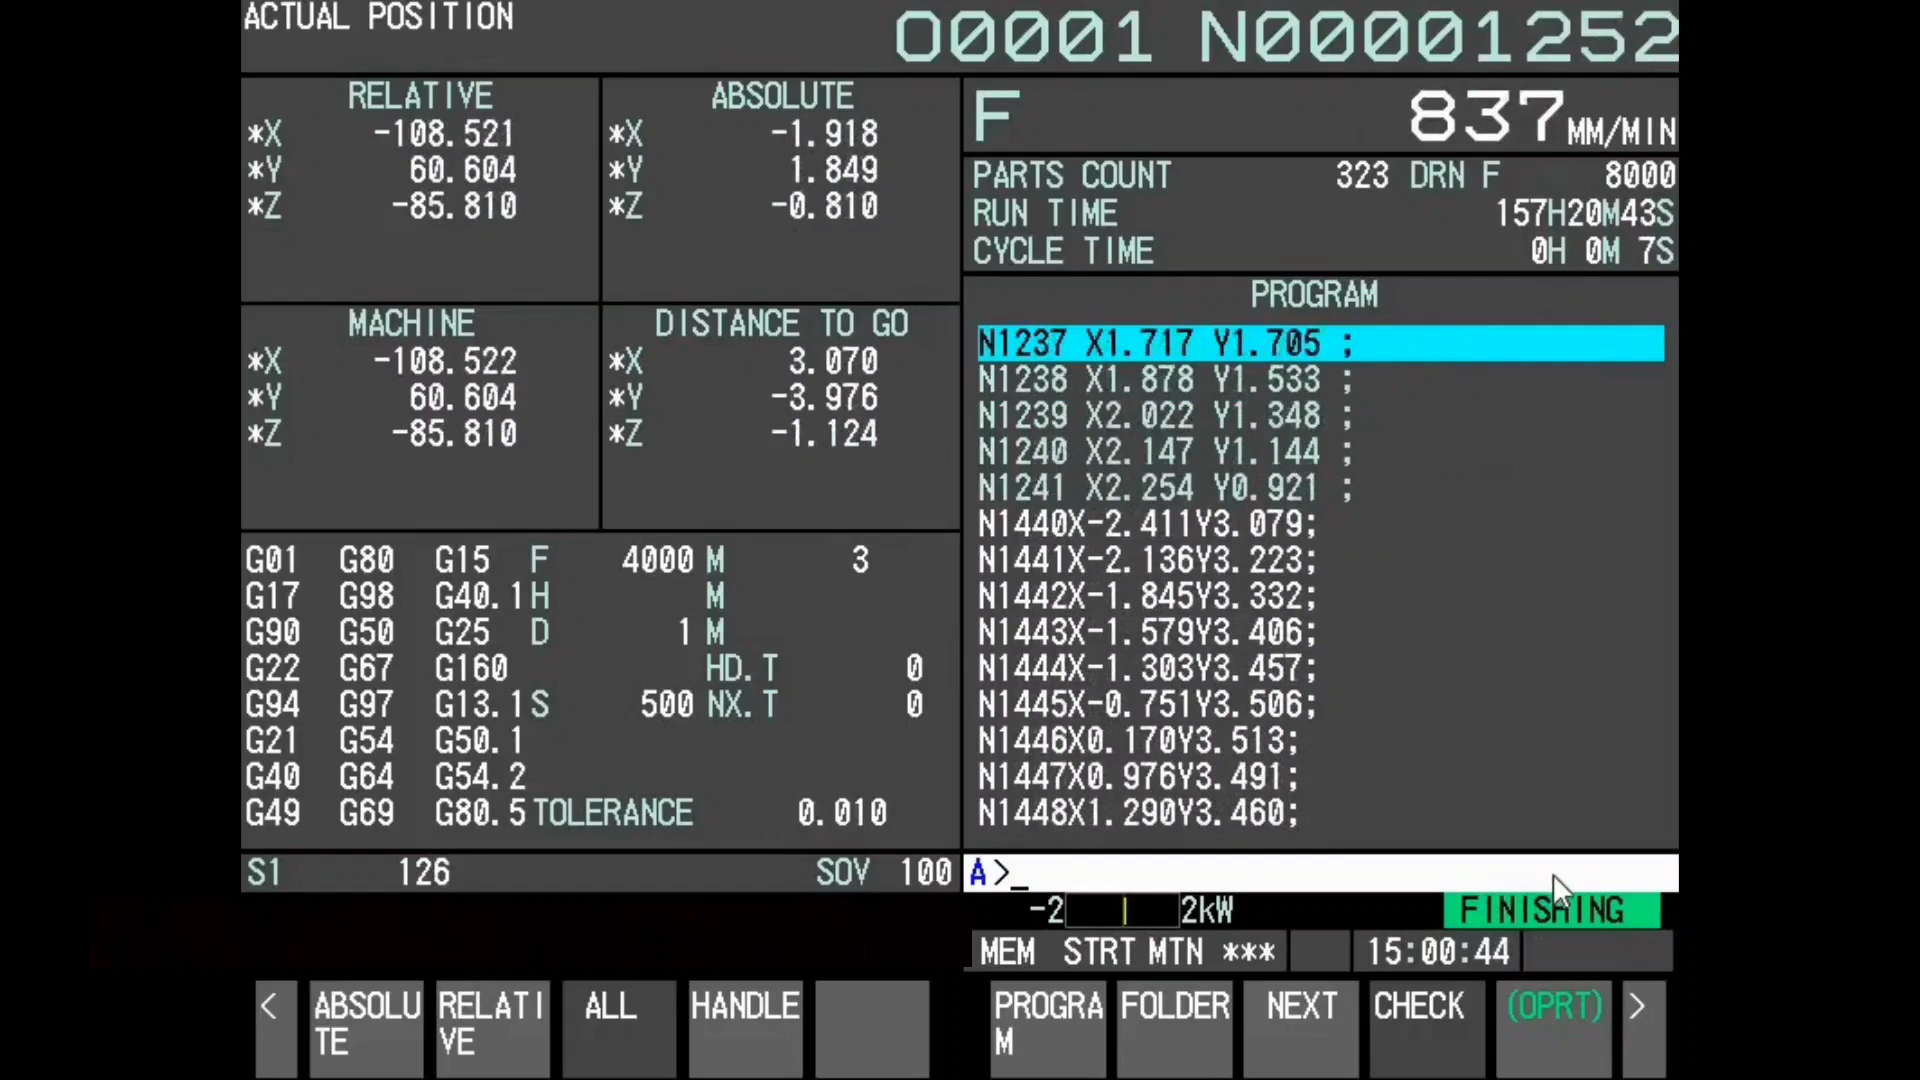 ACTUAL POSITION
O0001 N00001252
RELATIVE
*X -108.521
*Y 60.604
*Z -85.810
ABSOLUTE
*X -1.918
*Y 1.849
*Z -0.810
F 837 MM/MIN
PARTS COUNT 323 DRN F 8000
RUN TIME 157H20M43S
CYCLE TIME 0H 0M 7S
MACHINE
*X -108.522
*Y 60.604
*Z -85.810
DISTANCE TO GO
*X 3.070
*Y -3.976
*Z -1.124
PROGRAM
N1237 X1.717 Y1.705 ;
N1238 X1.878 Y1.533 ;
N1239 X2.022 Y1.348 ;
N1240 X2.147 Y1.144 ;
N1241 X2.254 Y0.921 ;
N1440X-2.411Y3.079;
N1441X-2.136Y3.223;
N1442X-1.845Y3.332;
N1443X-1.579Y3.406;
N1444X-1.303Y3.457;
N1445X-0.751Y3.506;
N1446X0.170Y3.513;
N1447X0.976Y3.491;
N1448X1.290Y3.460;
G01 G80 G15 F 4000 M 3
G17 G98 G40.1 H M
G90 G50 G25 D 1 M
G22 G67 G160 HD.T 0
G94 G97 G13.1 S 500 NX.T 0
G21 G54 G50.1
G40 G64 G54.2
G49 G69 G80.5 TOLERANCE 0.010
S1 126 SOV 100
A>_
-2 2kW FINISHING
MEM STRT MTN *** 15:00:44
< ABSOLUTE RELATIVE ALL HANDLE PROGRAM FOLDER NEXT CHECK (OPRT) >